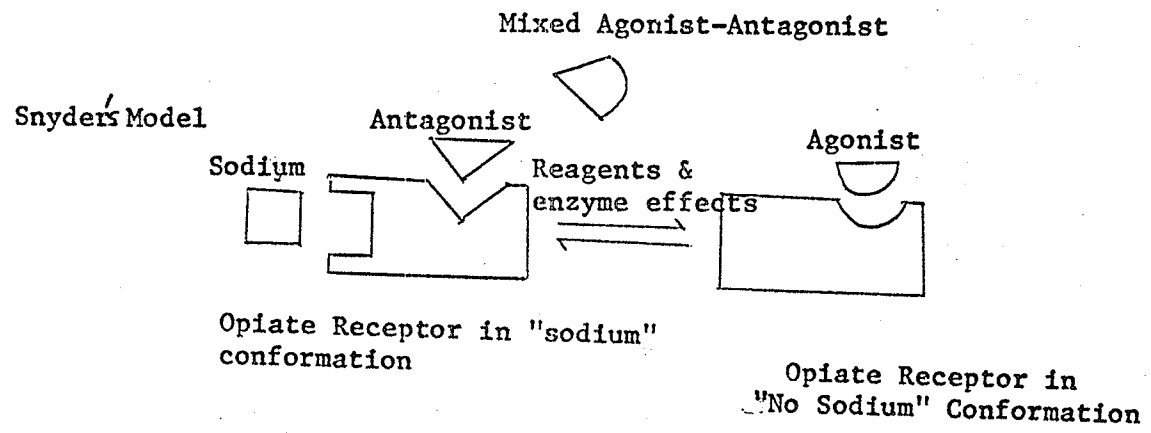 Mixed Agonist-Antagonist
Snyder's Model
Antagonist
Agonist
Sodium
Reagents &
enzyme effects
Opiate Receptor in "sodium"
conformation
Opiate Receptor in
"No Sodium" Conformation